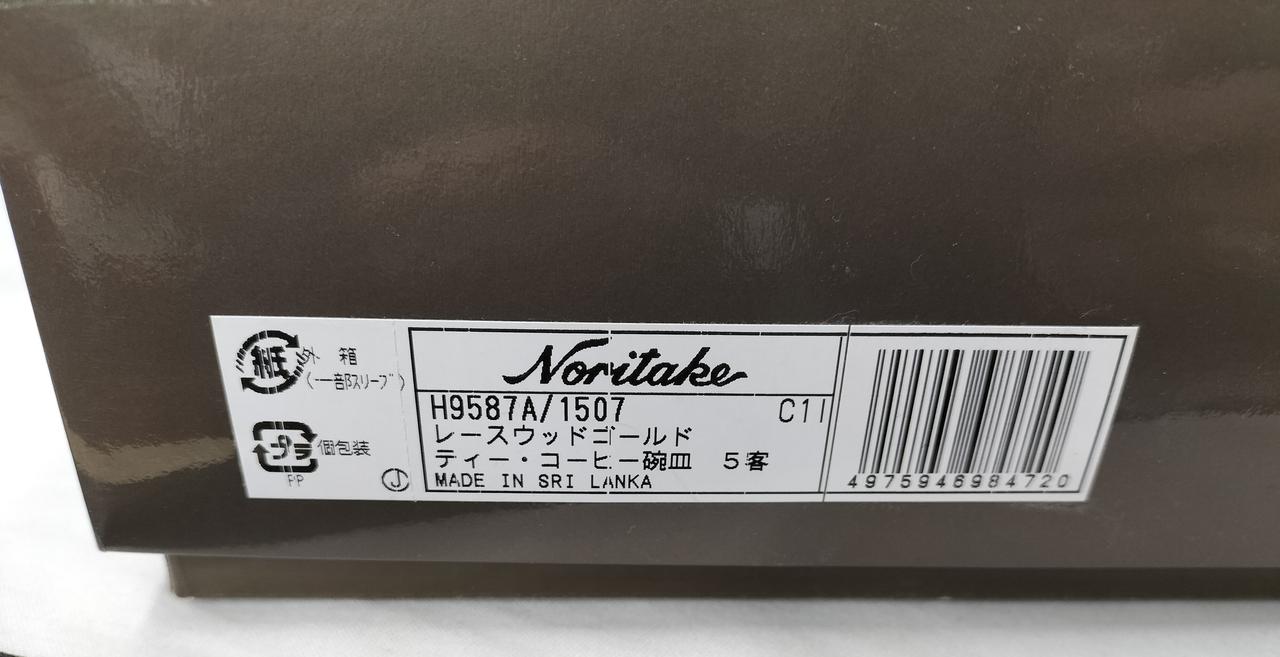 紙 外 箱
(一部スリーブ)
プラ 個包装
PP
J
Noritake
H9587A/1507 C11
レースウッドゴールド
ティー・コーヒー碗皿 5客
MADE IN SRI LANKA
4975946984720